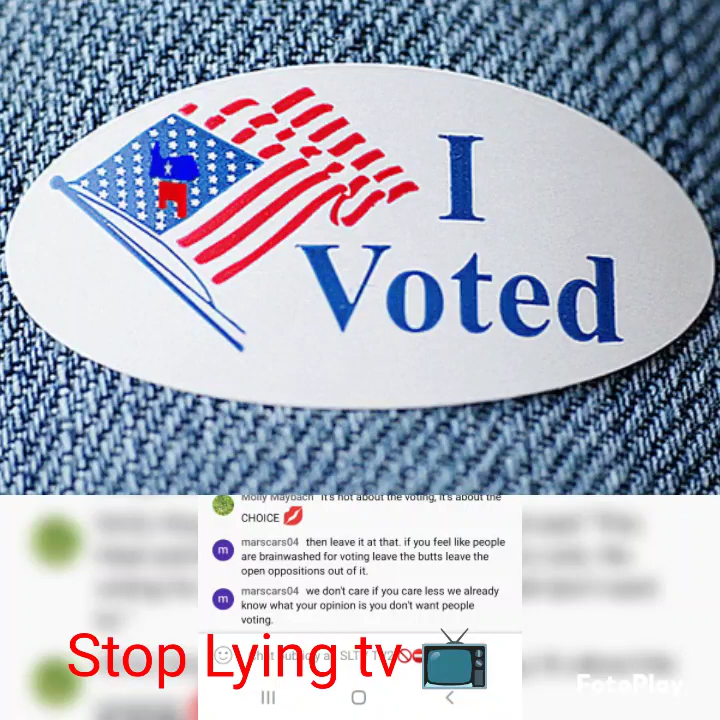 I
Voted
Molly Maybach It's not about the voting, it's about the
CHOICE
marscars04 then leave it at that. if you feel like people
are brainwashed for voting leave the butts leave the
open oppositions out of it.
m
marscars04 we don't care if you care less we already
know what your opinion is you don't want people
voting.
m
Stop Lying tv
FotoPlay